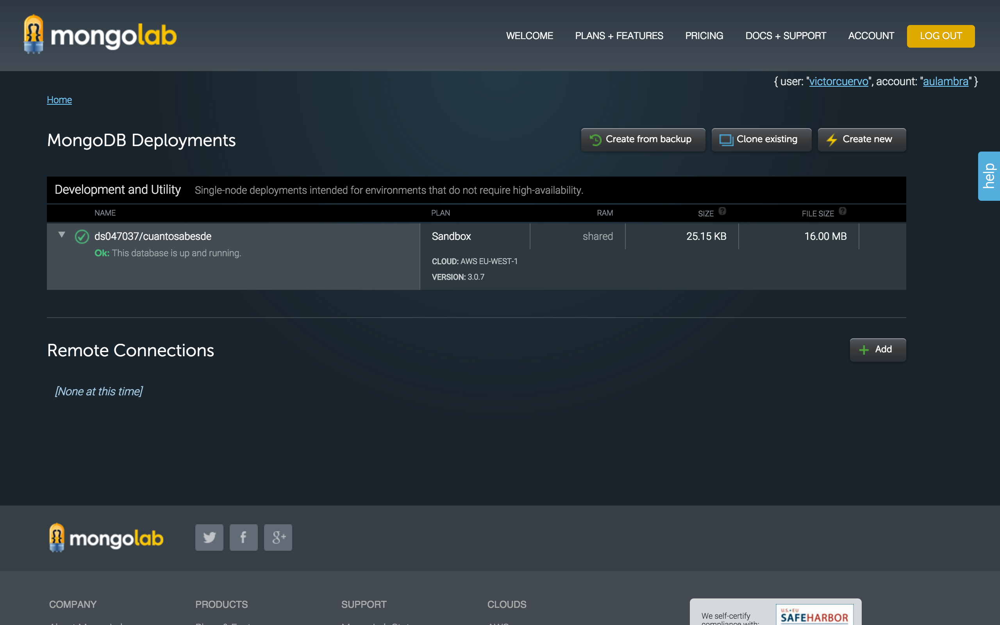 mongolab
WELCOME PLANS + FEATURES PRICING DOCS + SUPPORT ACCOUNT LOG OUT
{ user: "victorcuervo", account: "aulambra" }
Home
MongoDB Deployments
Create from backup Clone existing Create new
help
Development and Utility Single-node deployments intended for environments that do not require high-availability.
NAME PLAN RAM SIZE ? FILE SIZE ?
ds047037/cuantosabesde Sandbox shared 25.15 KB 16.00 MB
Ok: This database is up and running.
CLOUD: AWS EU-WEST-1
VERSION: 3.0.7
Remote Connections
Add
[None at this time]
mongolab
f g+
COMPANY PRODUCTS SUPPORT CLOUDS
We self-certify
compliance with:
U.S.•EU
SAFEHARBOR